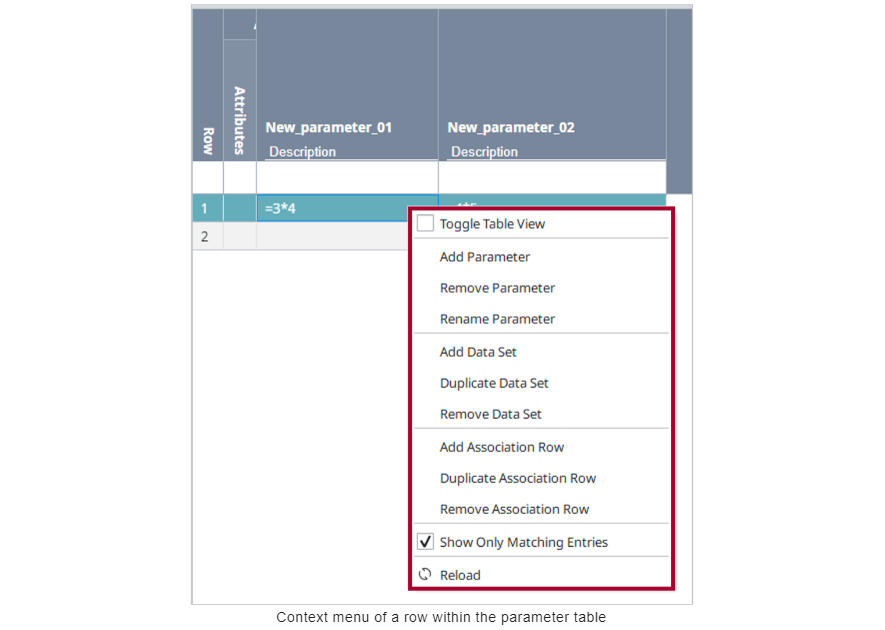 Row
Attributes
New_parameter_01
Description
New_parameter_02
Description
1
=3*4
2
Toggle Table View
Add Parameter
Remove Parameter
Rename Parameter
Add Data Set
Duplicate Data Set
Remove Data Set
Add Association Row
Duplicate Association Row
Remove Association Row
Show Only Matching Entries
Reload
Context menu of a row within the parameter table